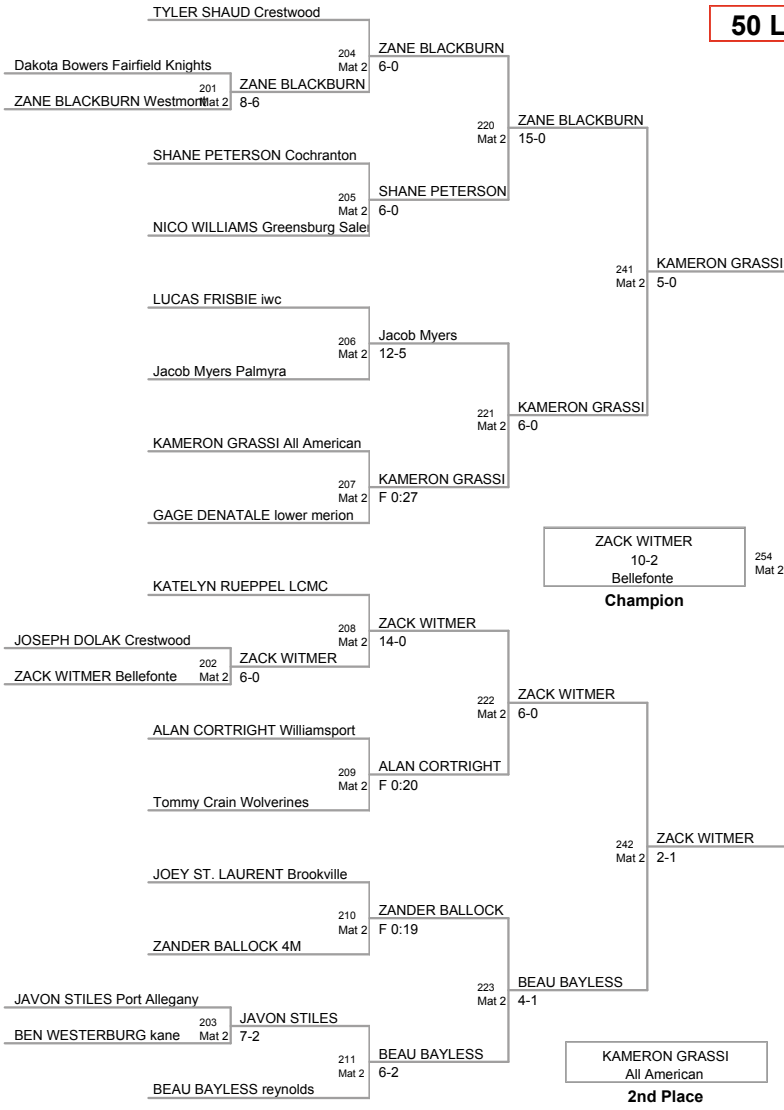 TYLER SHAUD Crestwood
50 L
204
Mat 2
ZANE BLACKBURN
6-0
Dakota Bowers Fairfield Knights
201
Mat 2
ZANE BLACKBURN
8-6
ZANE BLACKBURN Westmont
220
Mat 2
ZANE BLACKBURN
15-0
SHANE PETERSON Cochranton
205
Mat 2
SHANE PETERSON
6-0
NICO WILLIAMS Greensburg Saler
241
Mat 2
KAMERON GRASSI
5-0
LUCAS FRISBIE iwc
206
Mat 2
Jacob Myers
12-5
Jacob Myers Palmyra
221
Mat 2
KAMERON GRASSI
6-0
KAMERON GRASSI All American
207
Mat 2
KAMERON GRASSI
F 0:27
GAGE DENATALE lower merion
ZACK WITMER
10-2
Bellefonte
254
Mat 2
Champion
KATELYN RUEPPEL LCMC
208
Mat 2
ZACK WITMER
14-0
JOSEPH DOLAK Crestwood
202
Mat 2
ZACK WITMER
6-0
ZACK WITMER Bellefonte
222
Mat 2
ZACK WITMER
6-0
ALAN CORTRIGHT Williamsport
209
Mat 2
ALAN CORTRIGHT
F 0:20
Tommy Crain Wolverines
242
Mat 2
ZACK WITMER
2-1
JOEY ST. LAURENT Brookville
210
Mat 2
ZANDER BALLOCK
F 0:19
ZANDER BALLOCK 4M
223
Mat 2
BEAU BAYLESS
4-1
JAVON STILES Port Allegany
203
Mat 2
JAVON STILES
7-2
BEN WESTERBURG kane
211
Mat 2
BEAU BAYLESS
6-2
BEAU BAYLESS reynolds
KAMERON GRASSI
All American
2nd Place